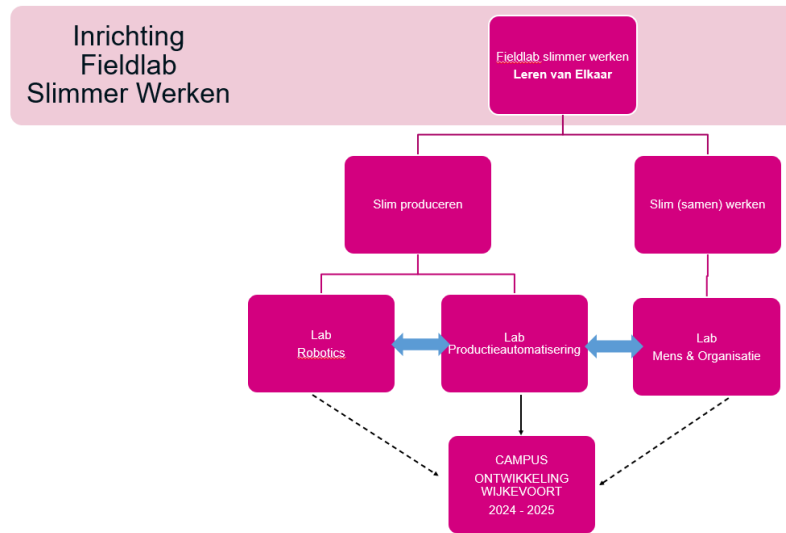 Inrichting
Fieldlab
Slimmer Werken
Fieldlab slimmer werken
Leren van Elkaar
Slim produceren
Slim (samen) werken
Lab
Robotics
Lab
Productieautomatisering
Lab
Mens & Organisatie
CAMPUS
ONTWIKKELING
WIJKEVOORT
2024 - 2025